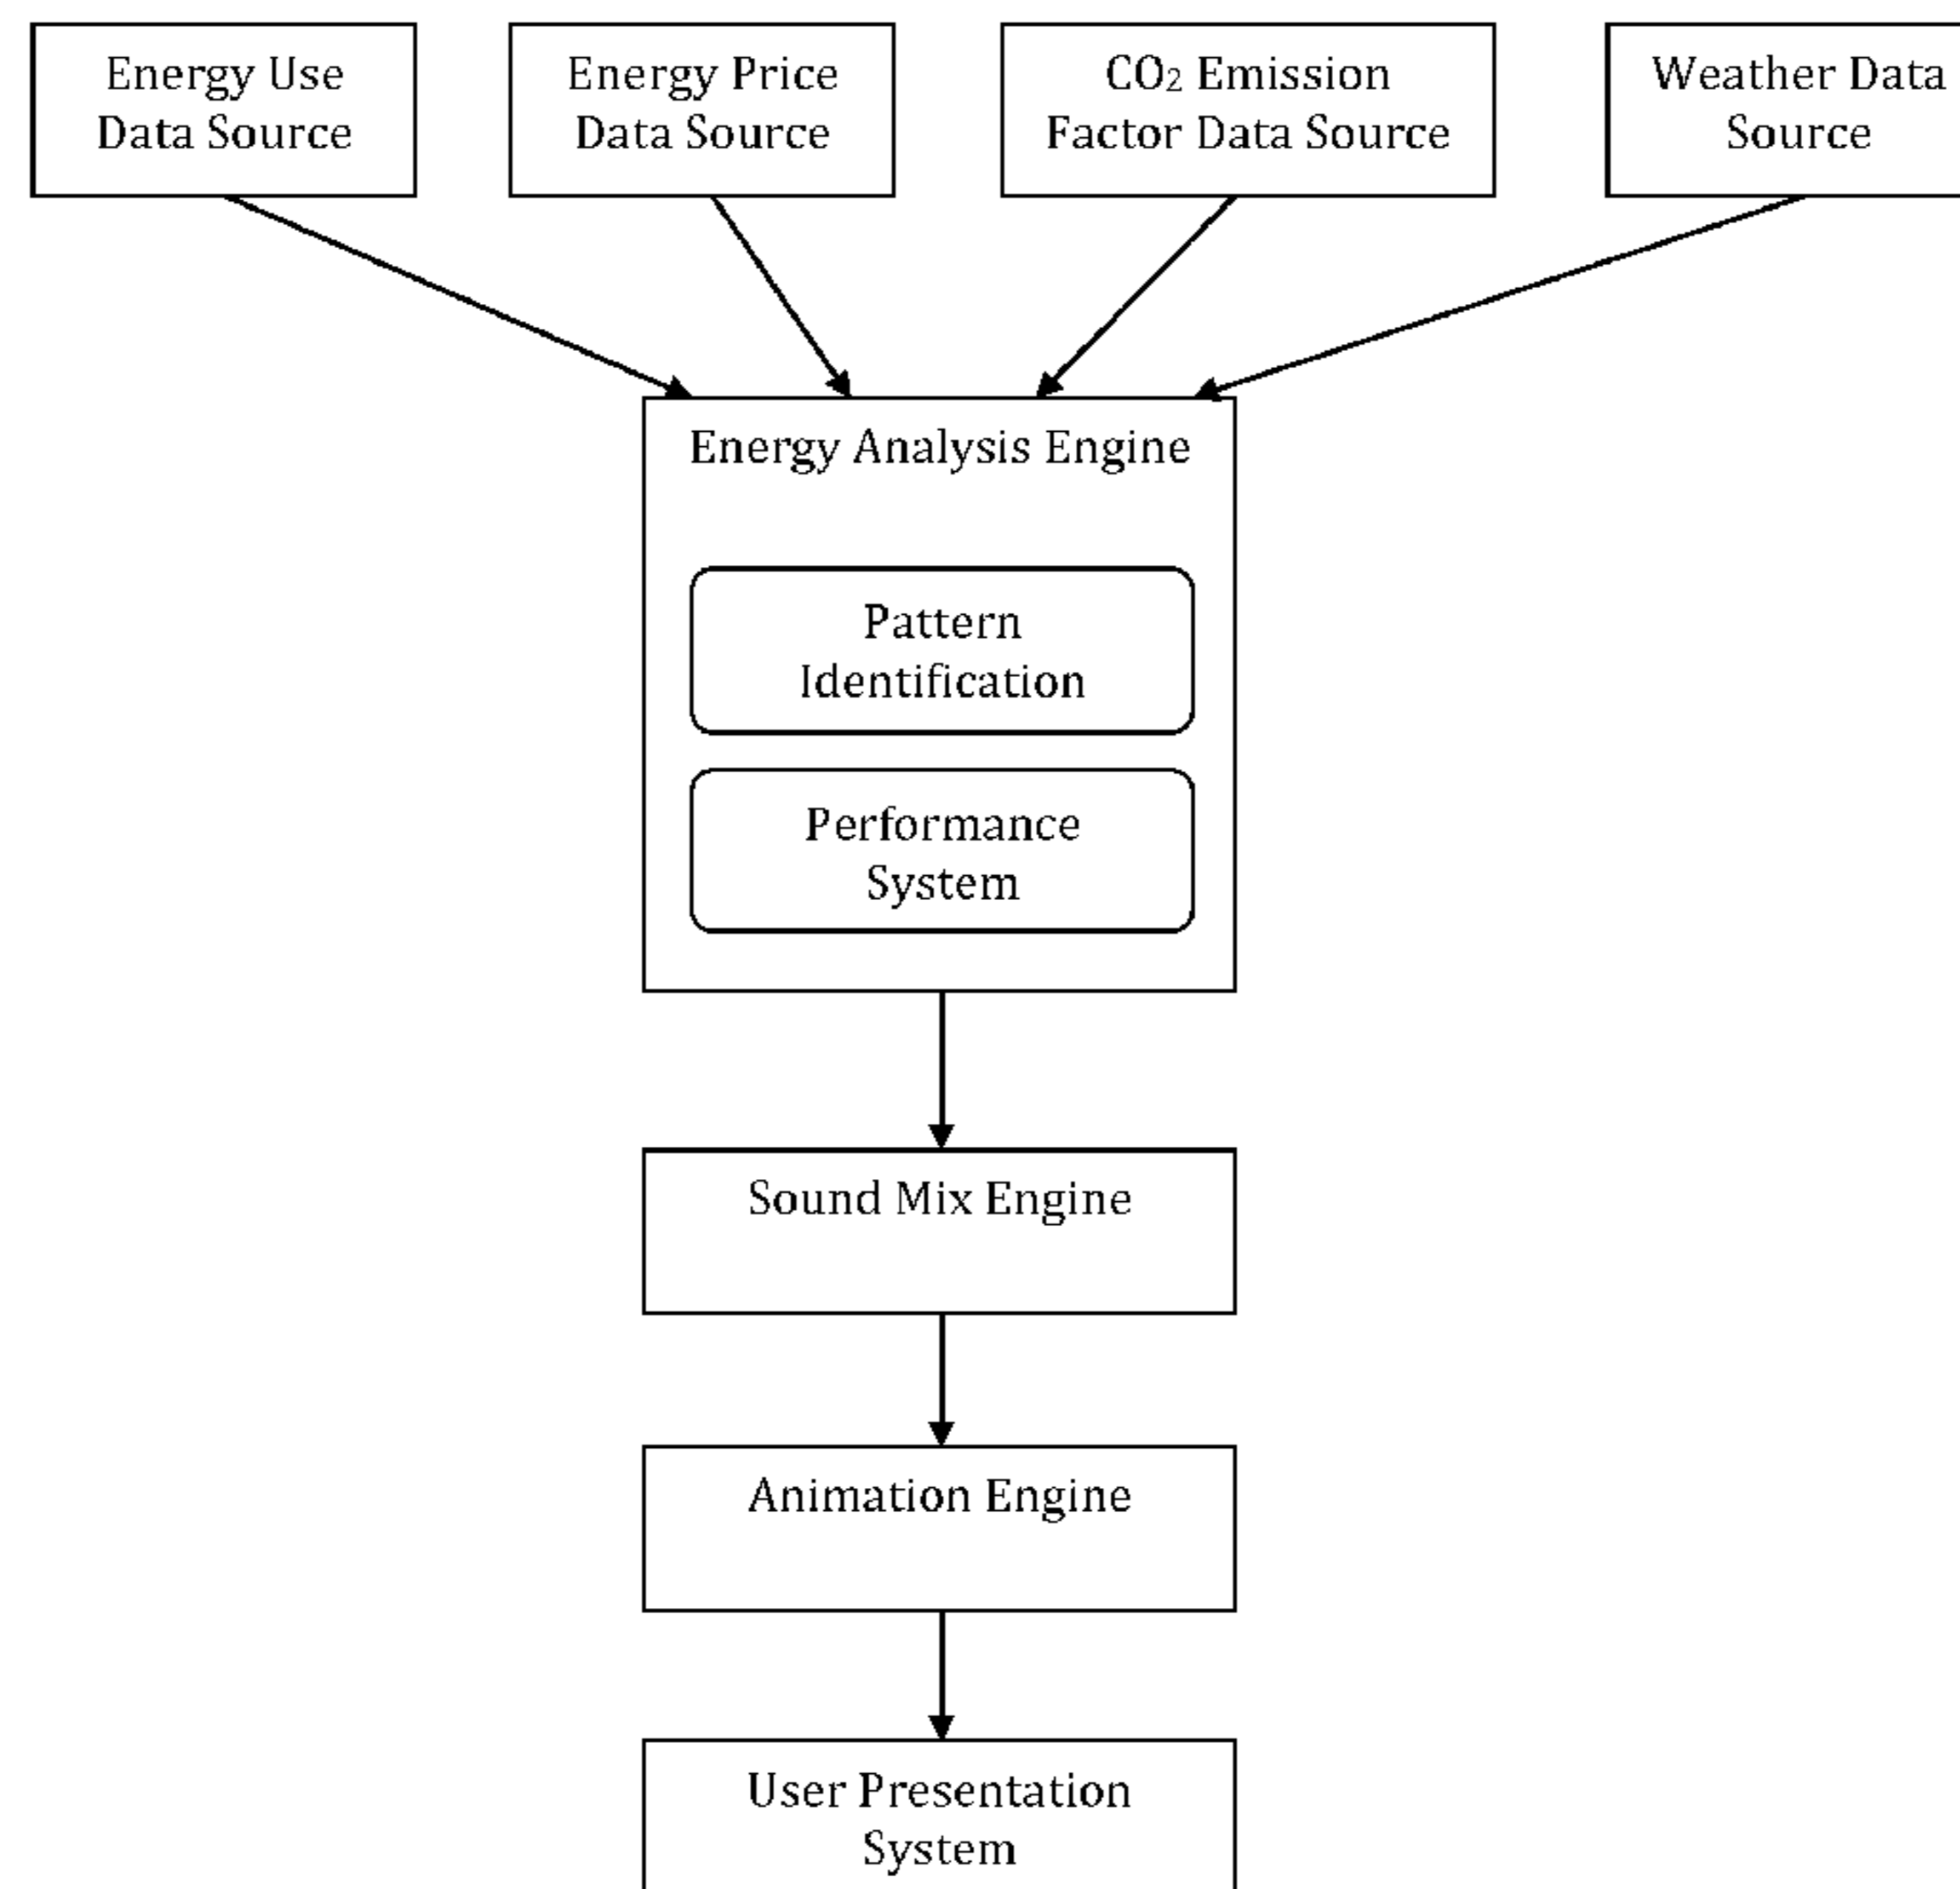 Energy Use
Data Source
Energy Price
Data Source
CO₂ Emission
Factor Data Source
Weather Data
Source
Energy Analysis Engine
Pattern
Identification
Performance
System
Sound Mix Engine
Animation Engine
User Presentation
System